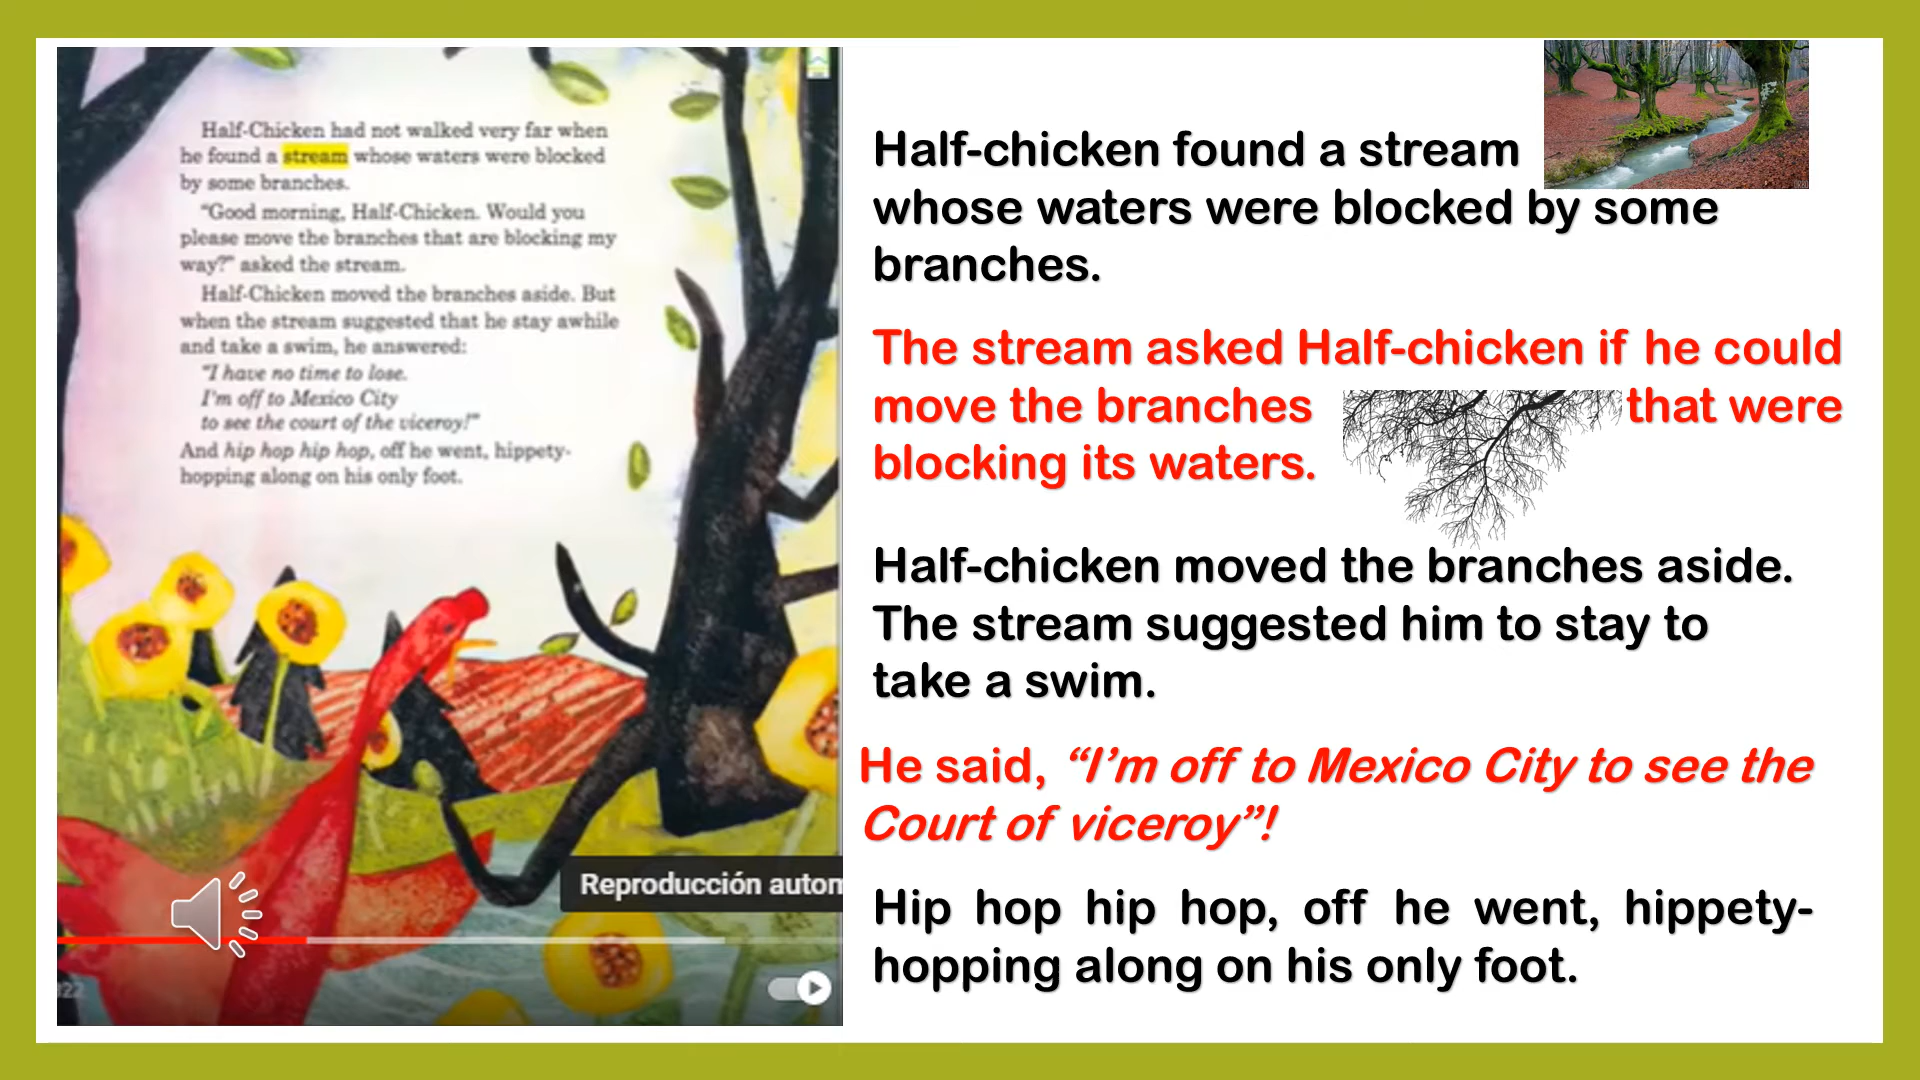 Half-Chicken had not walked very far when
he found a stream whose waters were blocked
by some branches.
“Good morning, Half-Chicken. Would you
please move the branches that are blocking my
way?” asked the stream.
Half-Chicken moved the branches aside. But
when the stream suggested that he stay awhile
and take a swim, he answered:
“I have no time to lose.
I’m off to Mexico City
to see the court of the viceroy!”
And hip hop hip hop, off he went, hippety-
hopping along on his only foot.
Reproducción autom
022
Half-chicken found a stream
whose waters were blocked by some
branches.
The stream asked Half-chicken if he could
move the branches that were
blocking its waters.
Half-chicken moved the branches aside.
The stream suggested him to stay to
take a swim.
He said, “I’m off to Mexico City to see the
Court of viceroy”!
Hip hop hip hop, off he went, hippety-
hopping along on his only foot.